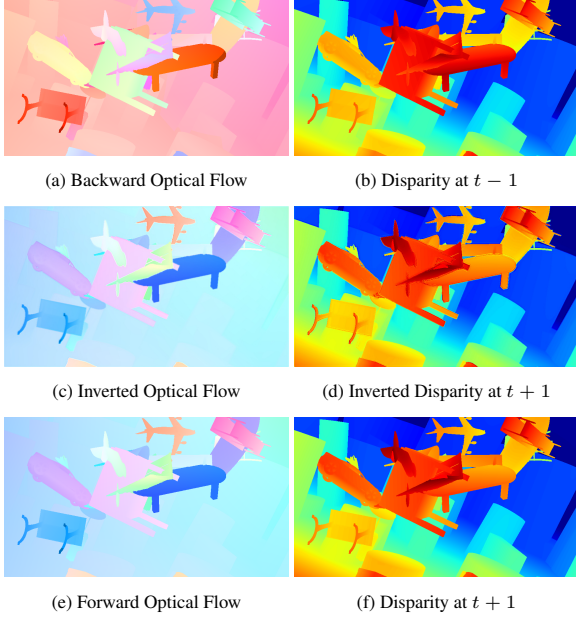 (a) Backward Optical Flow
(b) Disparity at t − 1
(c) Inverted Optical Flow
(d) Inverted Disparity at t + 1
(e) Forward Optical Flow
(f) Disparity at t + 1